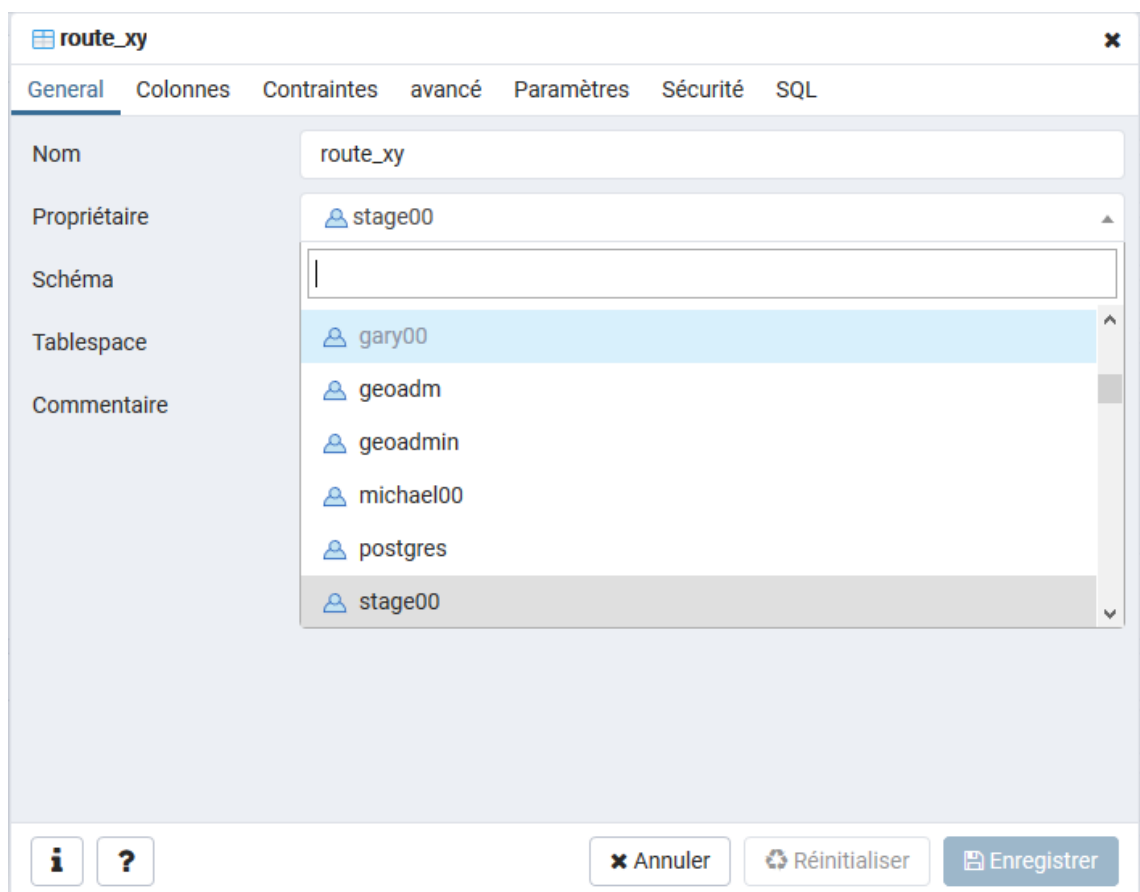 route_xy
General Colonnes Contraintes avancé Paramètres Sécurité SQL
Nom route_xy
Propriétaire stage00
Schéma
gary00
Tablespace
geoadm
Commentaire
geoadmin
michael00
postgres
stage00
i ? Annuler Réinitialiser Enregistrer